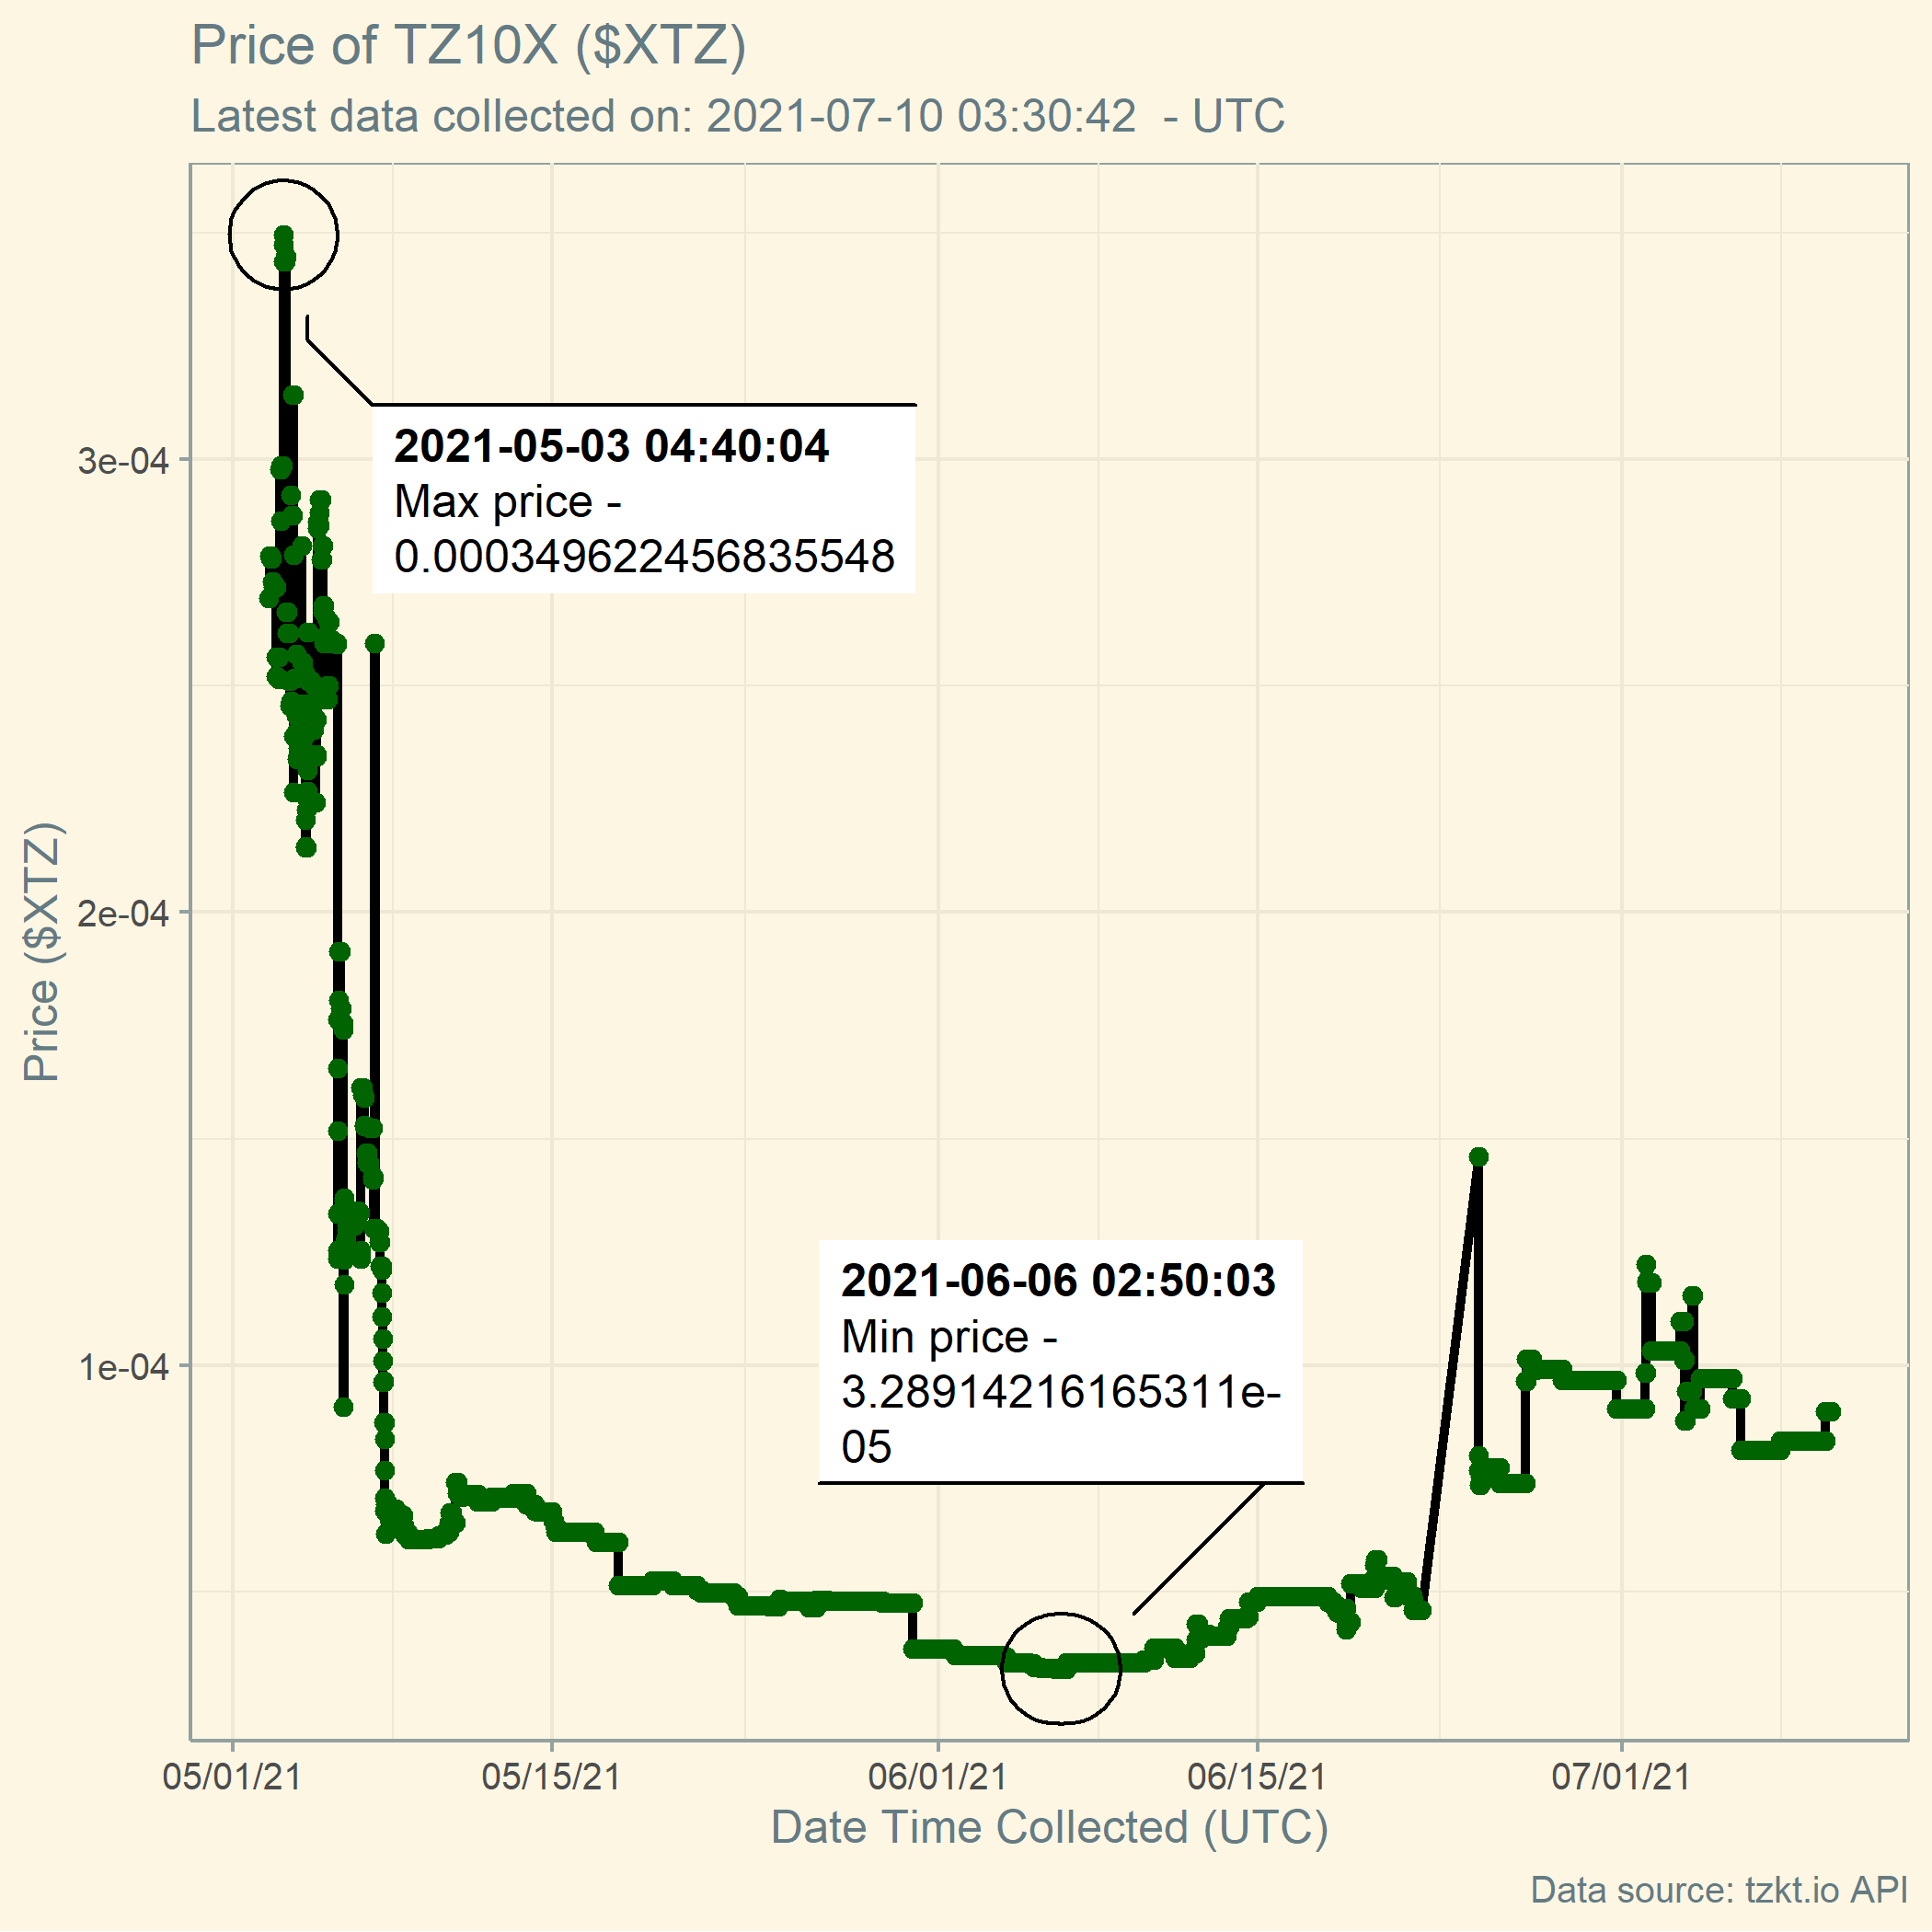 Price of TZ10X ($XTZ)
Latest data collected on: 2021-07-10 03:30:42  - UTC
2021-05-03 04:40:04
Max price -
0.000349622456835548
3e-04
2e-04
1e-04
Price ($XTZ)
2021-06-06 02:50:03
Min price -
3.28914216165311e-
05
05/01/21
05/15/21
06/01/21
06/15/21
07/01/21
Date Time Collected (UTC)
Data source: tzkt.io API